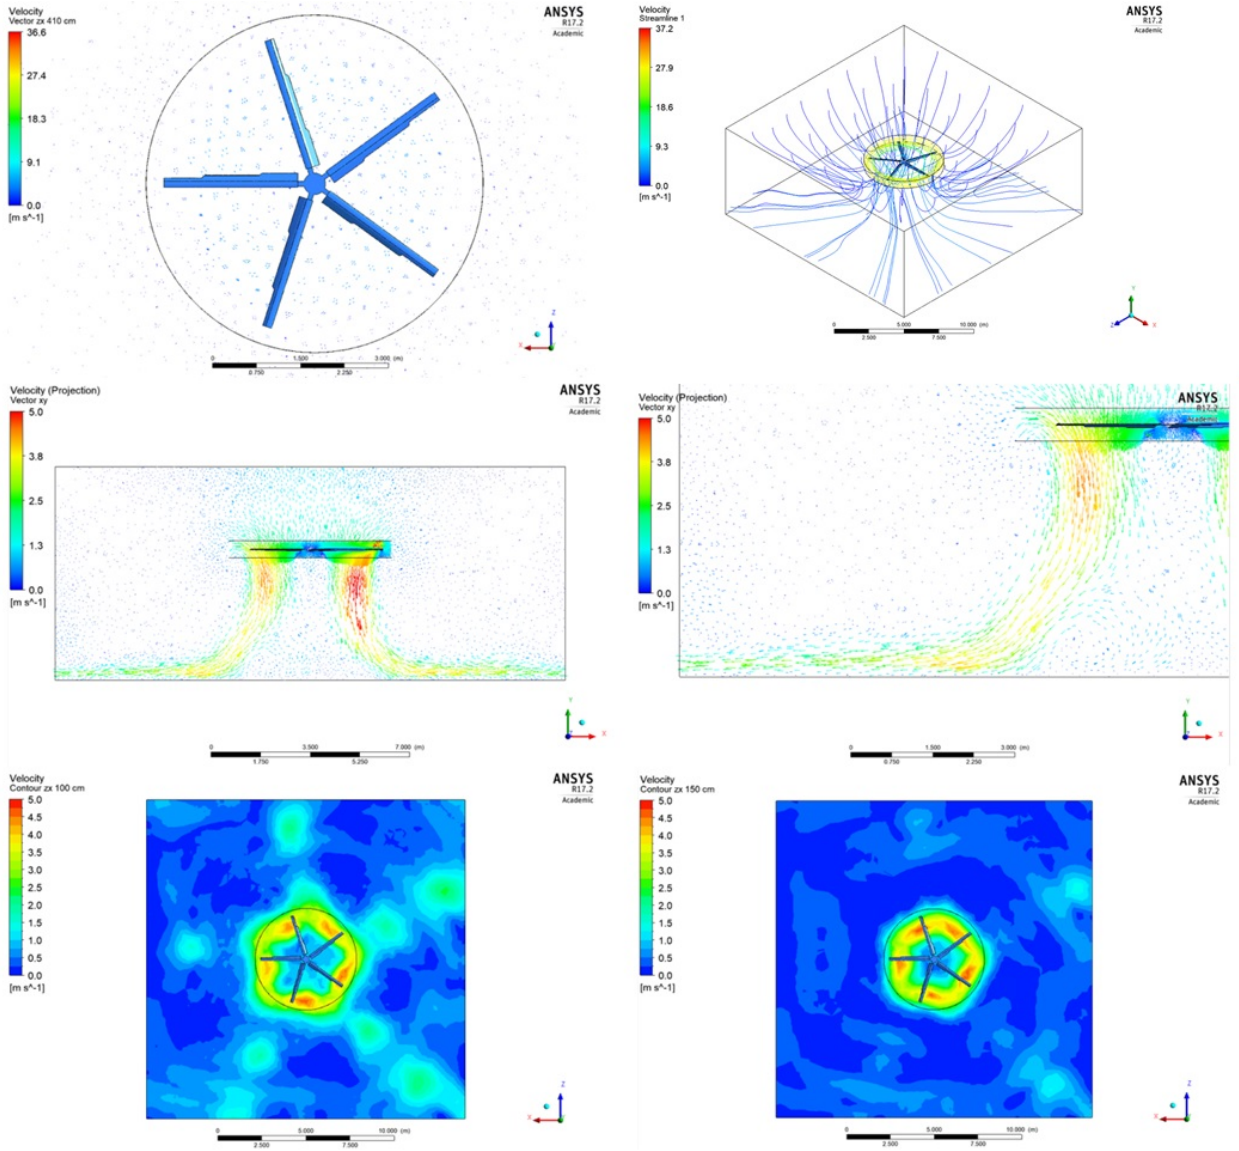 Velocity
Vector zx 410 cm
36.6
27.4
18.3
9.1
0.0
[m s^-1]
ANSYS
R17.2
Academic
Z
X
0
1.500
3.000 (m)
0.750
2.250
Velocity
Streamline 1
37.2
27.9
18.6
9.3
0.0
[m s^-1]
ANSYS
R17.2
Academic
Y
Z
X
0
5.000
10.000 (m)
2.500
7.500
Velocity (Projection)
Vector xy
5.0
3.8
2.5
1.3
0.0
[m s^-1]
ANSYS
R17.2
Academic
Y
Z
X
0
3.500
7.000 (m)
1.750
5.250
Velocity (Projection)
Vector xy
5.0
3.8
2.5
1.3
0.0
[m s^-1]
ANSYS
R17.2
Academic
Y
Z
X
0
1.500
3.000 (m)
0.750
2.250
Velocity
Contour zx 100 cm
5.0
4.5
4.0
3.5
3.0
2.5
2.0
1.5
1.0
0.5
0.0
[m s^-1]
ANSYS
R17.2
Academic
Z
X
0
5.000
10.000 (m)
2.500
7.500
Velocity
Contour zx 150 cm
5.0
4.5
4.0
3.5
3.0
2.5
2.0
1.5
1.0
0.5
0.0
[m s^-1]
ANSYS
R17.2
Academic
Z
X
0
5.000
10.000 (m)
2.500
7.500